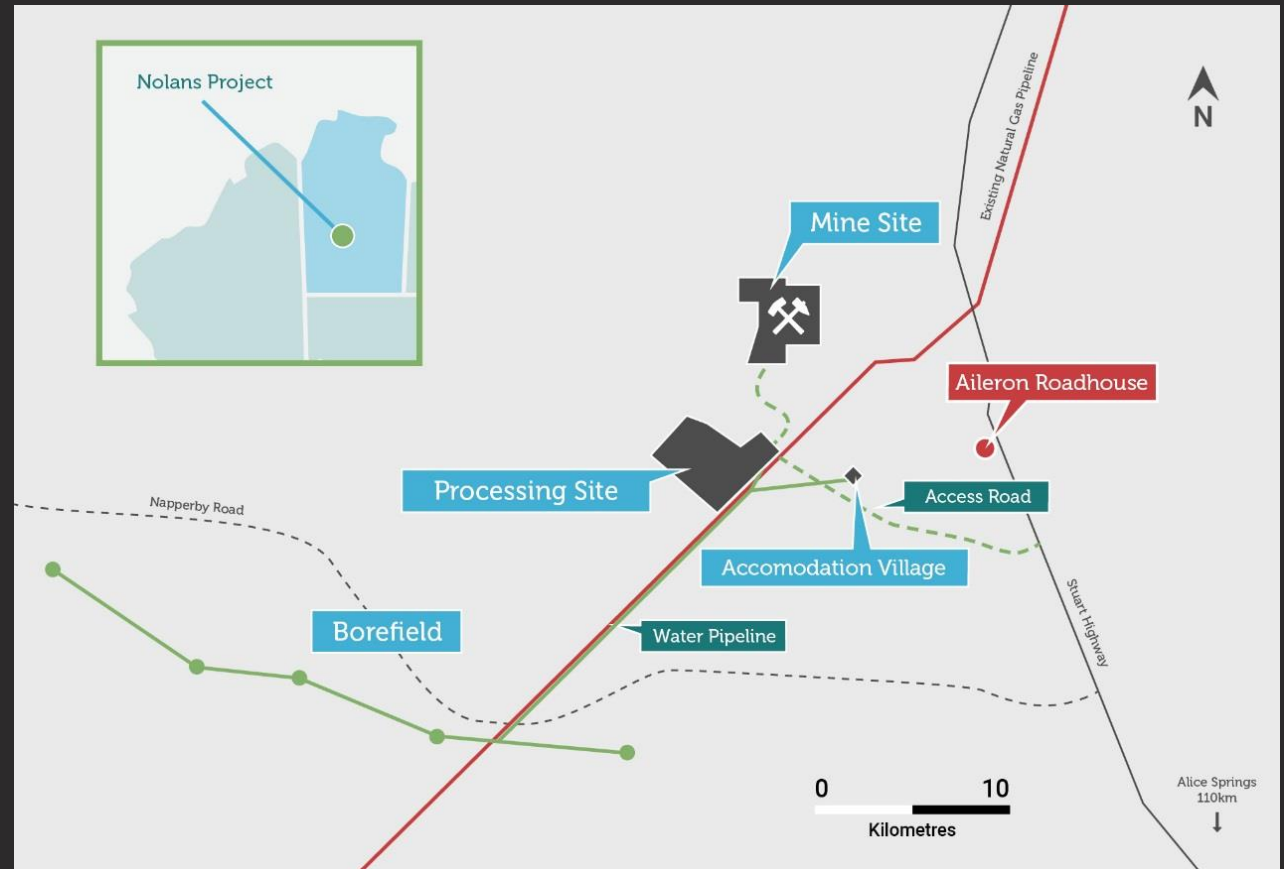 Nolans Project
N
Existing Natural Gas Pipeline
Mine Site
Aileron Roadhouse
Processing Site
Access Road
Napperby Road
Accomodation Village
Borefield
Water Pipeline
Stuart Highway
0 10
Kilometres
Alice Springs
110km